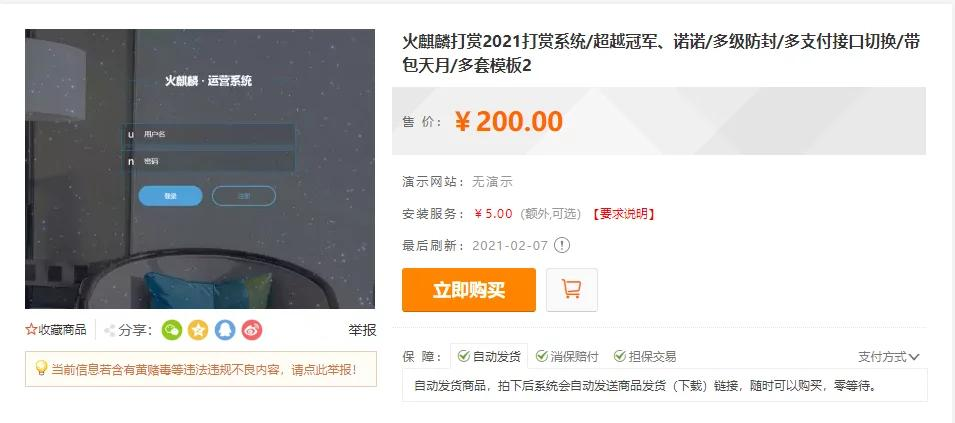 火麒麟·运营系统
u 用户名
n 密码
登录
注册
☆收藏商品
分享：
举报
当前信息若含有黄赌毒等违法违规不良内容，请点此举报！
火麒麟打赏2021打赏系统/超越冠军、诺诺/多级防封/多支付接口切换/带
包天月/多套模板2
售 价： ￥200.00
演示网站：无演示
安装服务：￥5.00 (额外,可选) 【要求说明】
最后刷新：2021-02-07
立即购买
保 障： 自动发货 消保赔付 担保交易 支付方式
自动发货商品，拍下后系统会自动发送商品发货（下载）链接，随时可以购买，零等待。